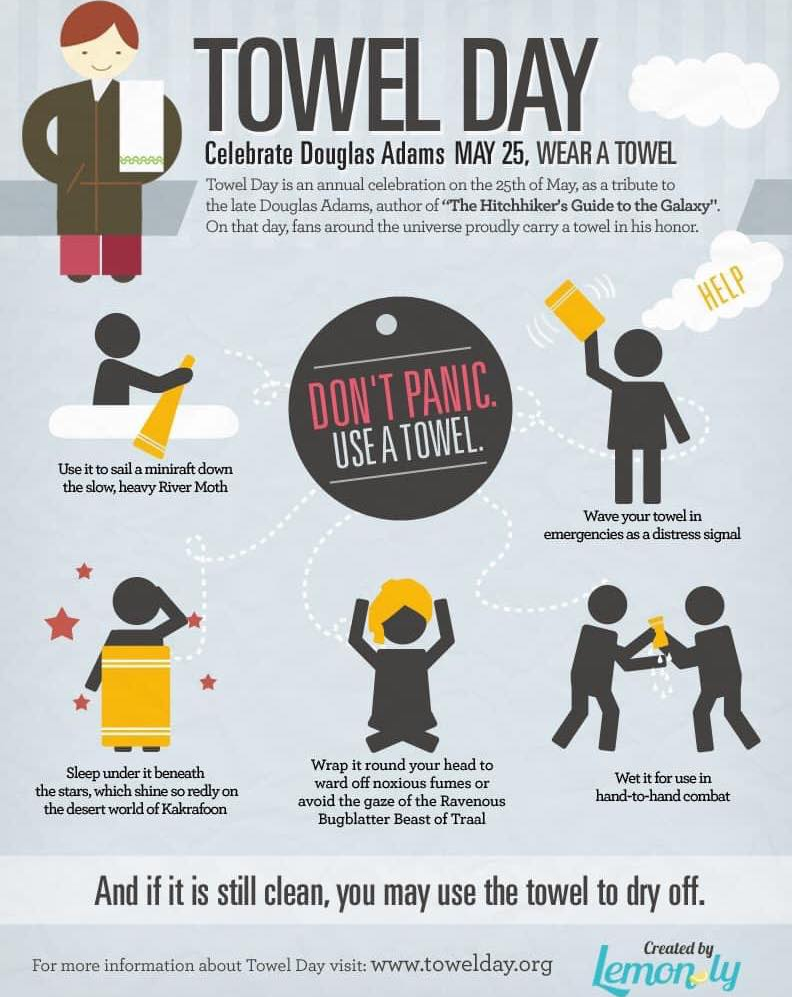 TOWEL DAY
Celebrate Douglas Adams MAY 25, WEAR A TOWEL
Towel Day is an annual celebration on the 25th of May, as a tribute to
the late Douglas Adams, author of "The Hitchhiker's Guide to the Galaxy".
On that day, fans around the universe proudly carry a towel in his honor.
HELP
DON'T PANIC.
USE A TOWEL.
Use it to sail a miniraft down
the slow, heavy River Moth
Wave your towel in
emergencies as a distress signal
Sleep under it beneath
the stars, which shine so redly on
the desert world of Kakrafoon
Wrap it round your head to
ward off noxious fumes or
avoid the gaze of the Ravenous
Bugblatter Beast of Traal
Wet it for use in
hand-to-hand combat
And if it is still clean, you may use the towel to dry off.
For more information about Towel Day visit: www.towelday.org
Created by
Lemon.ly